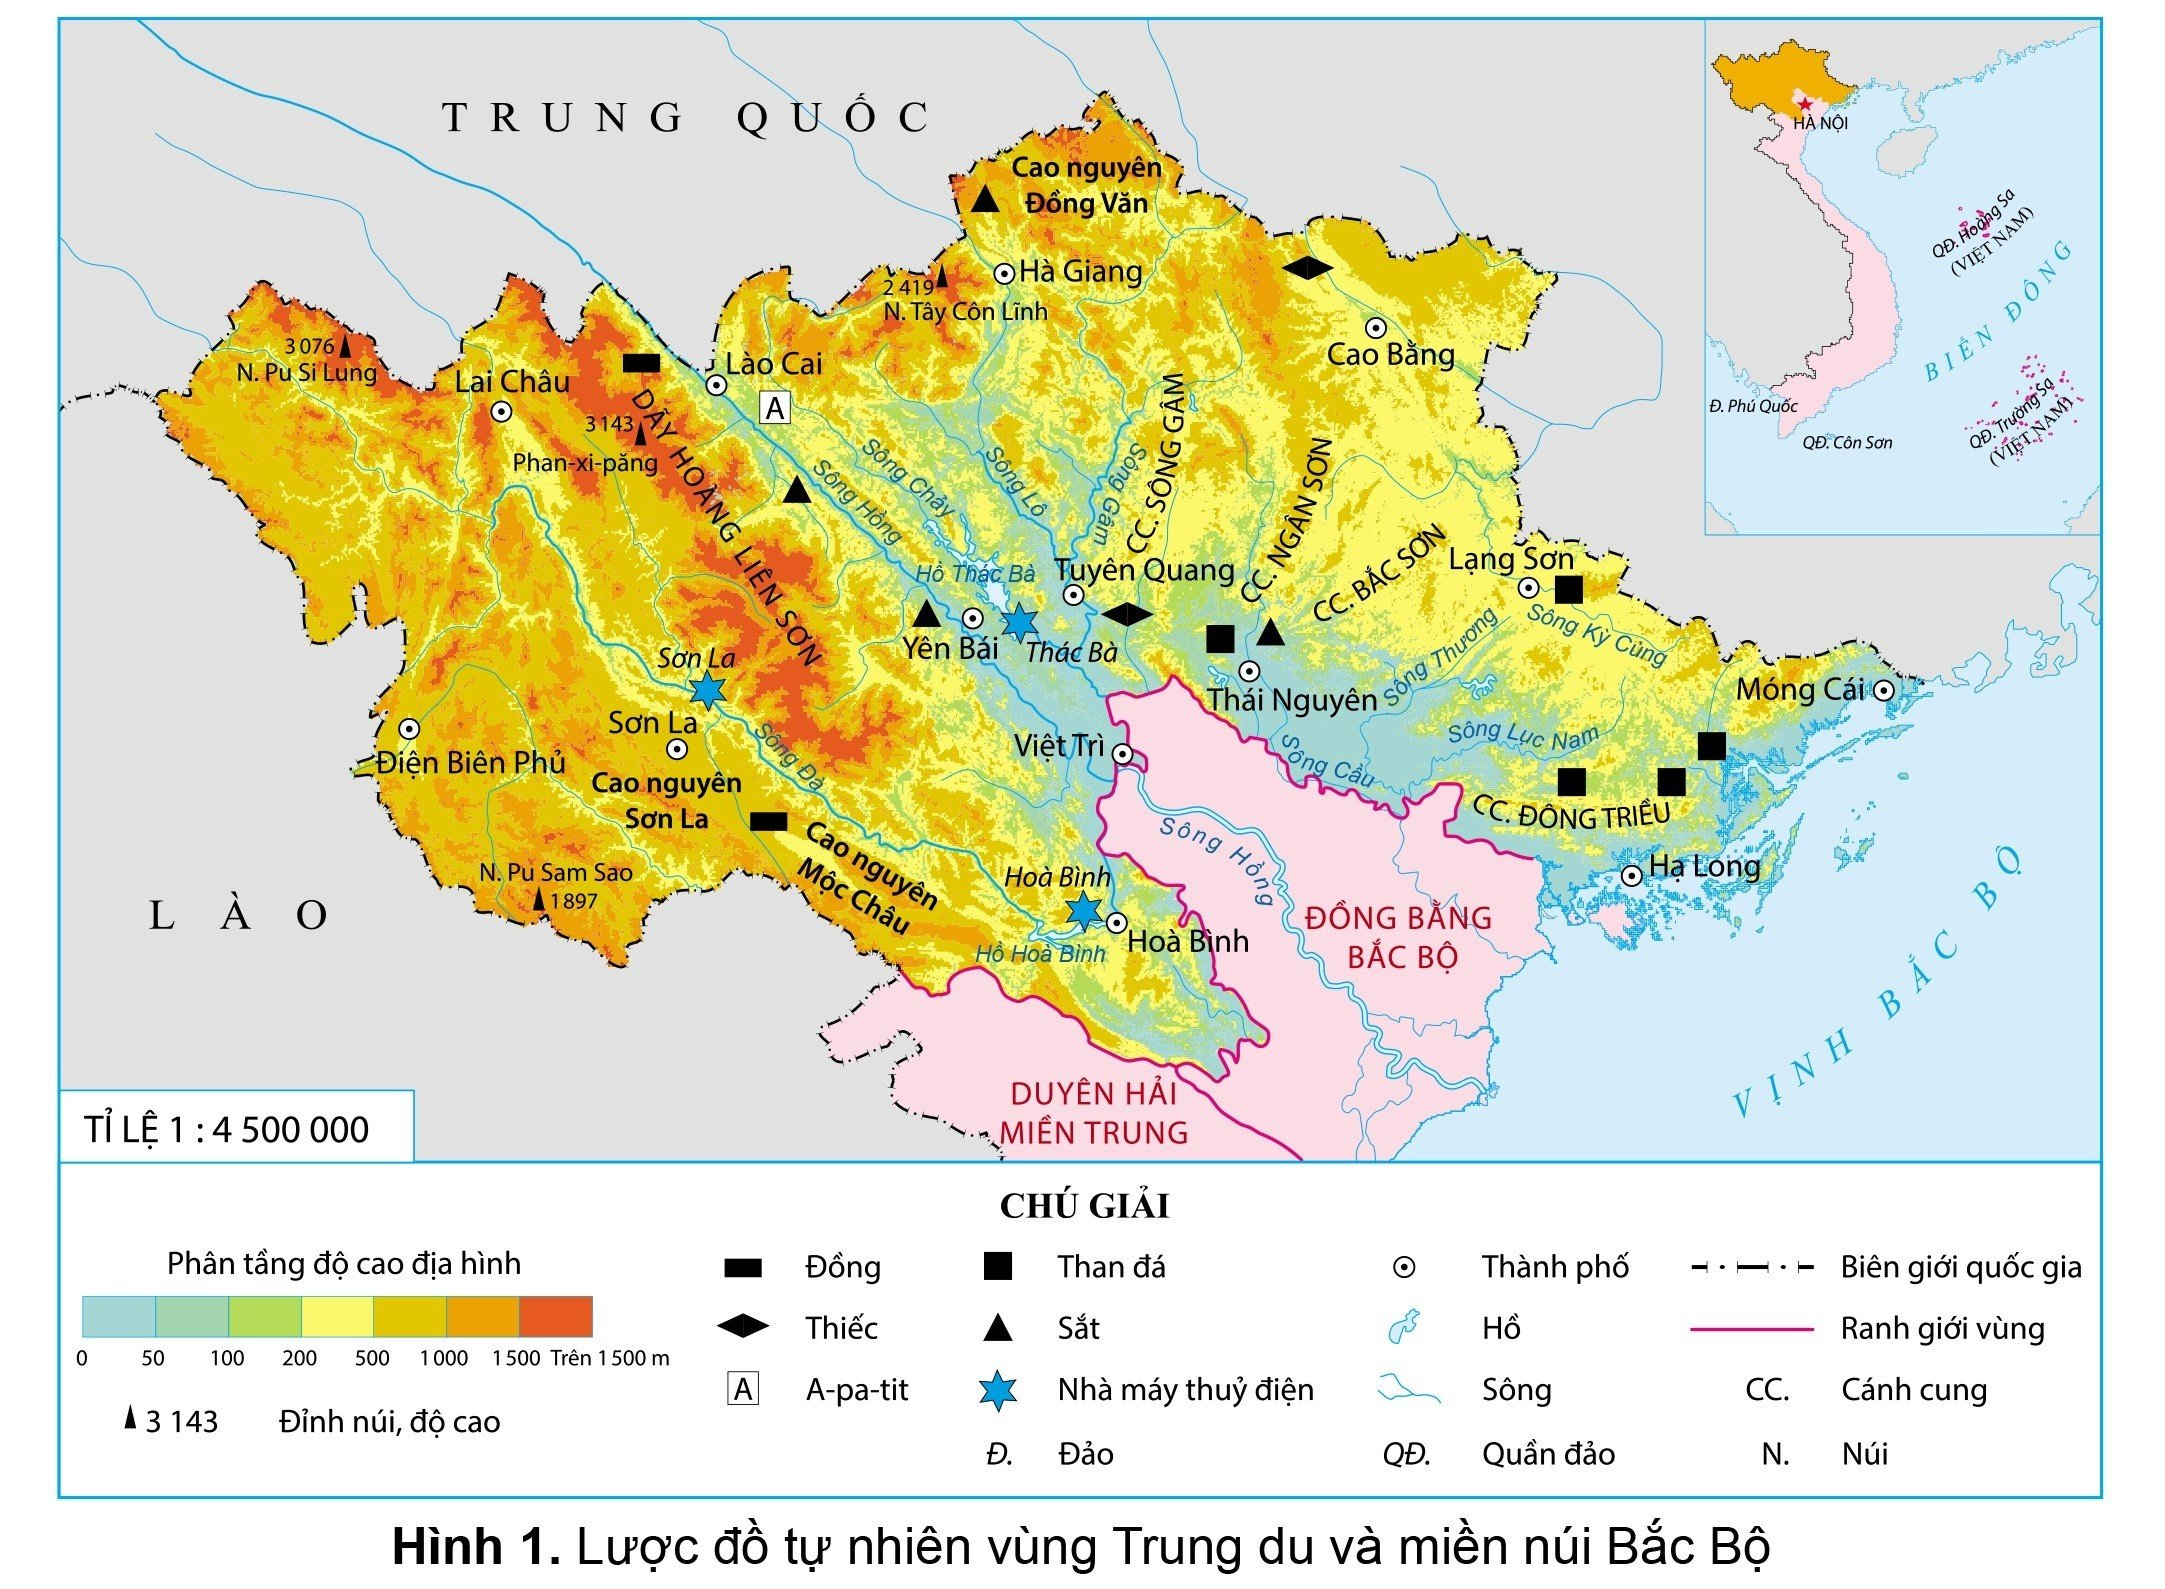 TRUNG QUỐC
HÀ NỘI
QĐ. Hoàng Sa
(VIỆT NAM)
BIỂN ĐÔNG
QĐ. Trường Sa
(VIỆT NAM)
Đ. Phú Quốc
QĐ. Côn Sơn
Cao nguyên
Đồng Văn
Hà Giang
2 419
N. Tây Côn Lĩnh
3 076
N. Pu Si Lung
Lai Châu
Lào Cai
A
Cao Bằng
3 143
Phan-xi-păng
DÃY HOÀNG LIÊN SƠN
Sông Hồng
Sông Chảy
Sông Lô
Sông Gâm
CC. SÔNG GÂM
CC. NGÂN SƠN
CC. BẮC SƠN
Lạng Sơn
Hồ Thác Bà
Tuyên Quang
Yên Bái
Thác Bà
Sông Thương
Sông Kỳ Cùng
Sơn La
Thái Nguyên
Móng Cái
Sơn La
Sông Đà
Việt Trì
Sông Cầu
Sông Lục Nam
Điện Biên Phủ
Cao nguyên
Sơn La
CC. ĐÔNG TRIỀU
Cao nguyên
Mộc Châu
Sông Hồng
N. Pu Sam Sao
1 897
Hoà Bình
Hạ Long
LÀO
Hoà Bình
Hồ Hoà Bình
ĐỒNG BẰNG
BẮC BỘ
VỊNH BẮC BỘ
DUYÊN HẢI
MIỀN TRUNG
TỈ LỆ 1 : 4 500 000
CHÚ GIẢI
Phân tầng độ cao địa hình
0 50 100 200 500 1 000 1 500 Trên 1 500 m
3 143 Đỉnh núi, độ cao
Đồng
Thiếc
A A-pa-tit
Than đá
Sắt
Nhà máy thuỷ điện
Đ. Đảo
Thành phố
Hồ
Sông
QĐ. Quần đảo
Biên giới quốc gia
Ranh giới vùng
CC. Cánh cung
N. Núi
Hình 1. Lược đồ tự nhiên vùng Trung du và miền núi Bắc Bộ